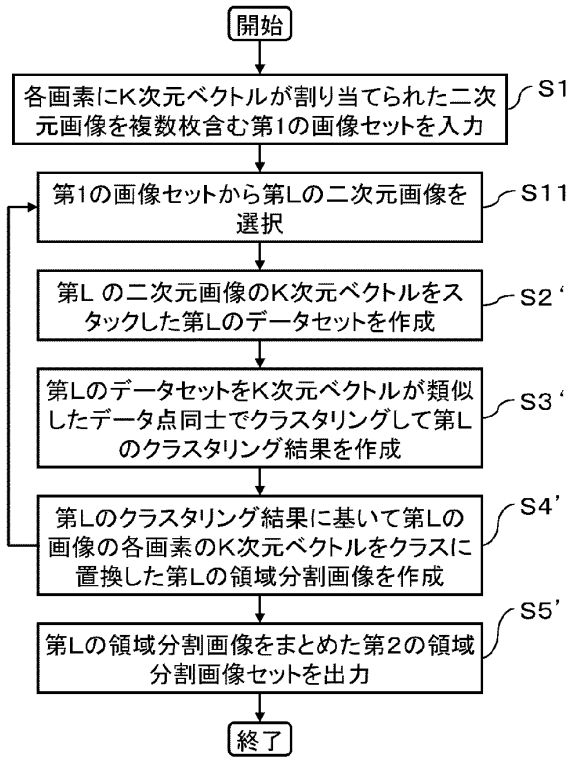 開始
各画素にK次元ベクトルが割り当てられた二次
元画像を複数枚含む第1の画像セットを入力
S1
第1の画像セットから第Lの二次元画像を
選択
S11
第L の二次元画像のK次元ベクトルをス
タックした第Lのデータセットを作成
S2‘
第LのデータセットをK次元ベクトルが類似
したデータ点同士でクラスタリングして第L
のクラスタリング結果を作成
S3‘
第Lのクラスタリング結果に基いて第Lの
画像の各画素のK次元ベクトルをクラスに
置換した第Lの領域分割画像を作成
S4’
第Lの領域分割画像をまとめた第2の領域
分割画像セットを出力
S5’
終了